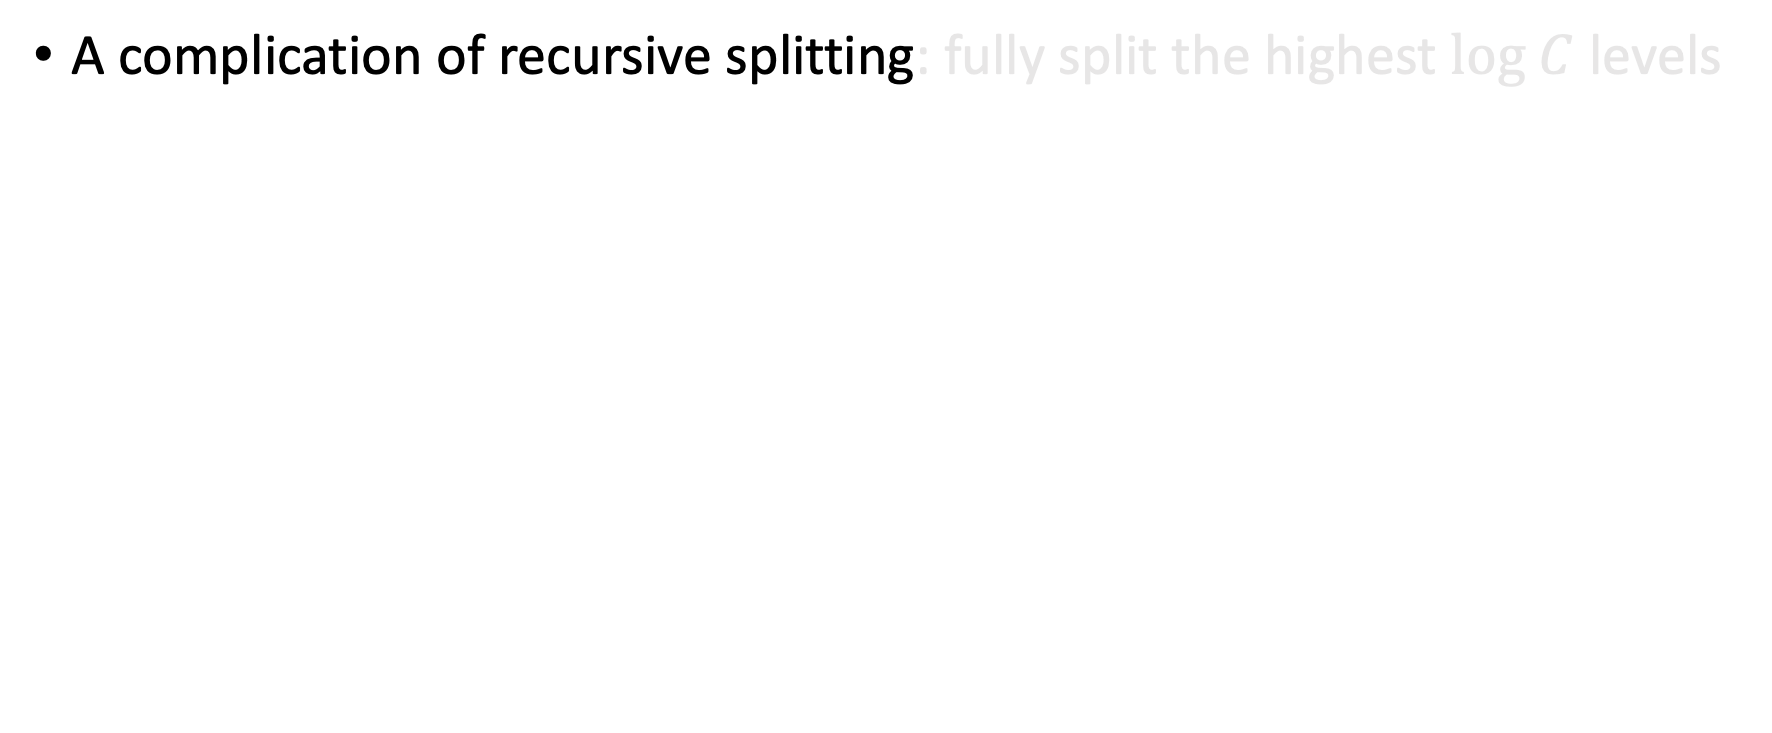 • A complication of recursive splitting: fully split the highest log C levels